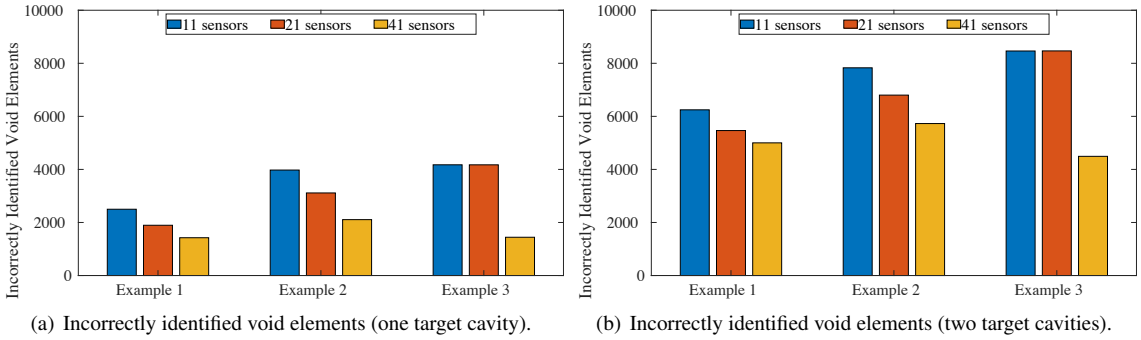 10000
8000
6000
4000
2000
0
Incorrectly Identified Void Elements
11 sensors 21 sensors 41 sensors
Example 1 Example 2 Example 3
(a) Incorrectly identified void elements (one target cavity).
10000
8000
6000
4000
2000
0
Incorrectly Identified Void Elements
11 sensors 21 sensors 41 sensors
Example 1 Example 2 Example 3
(b) Incorrectly identified void elements (two target cavities).